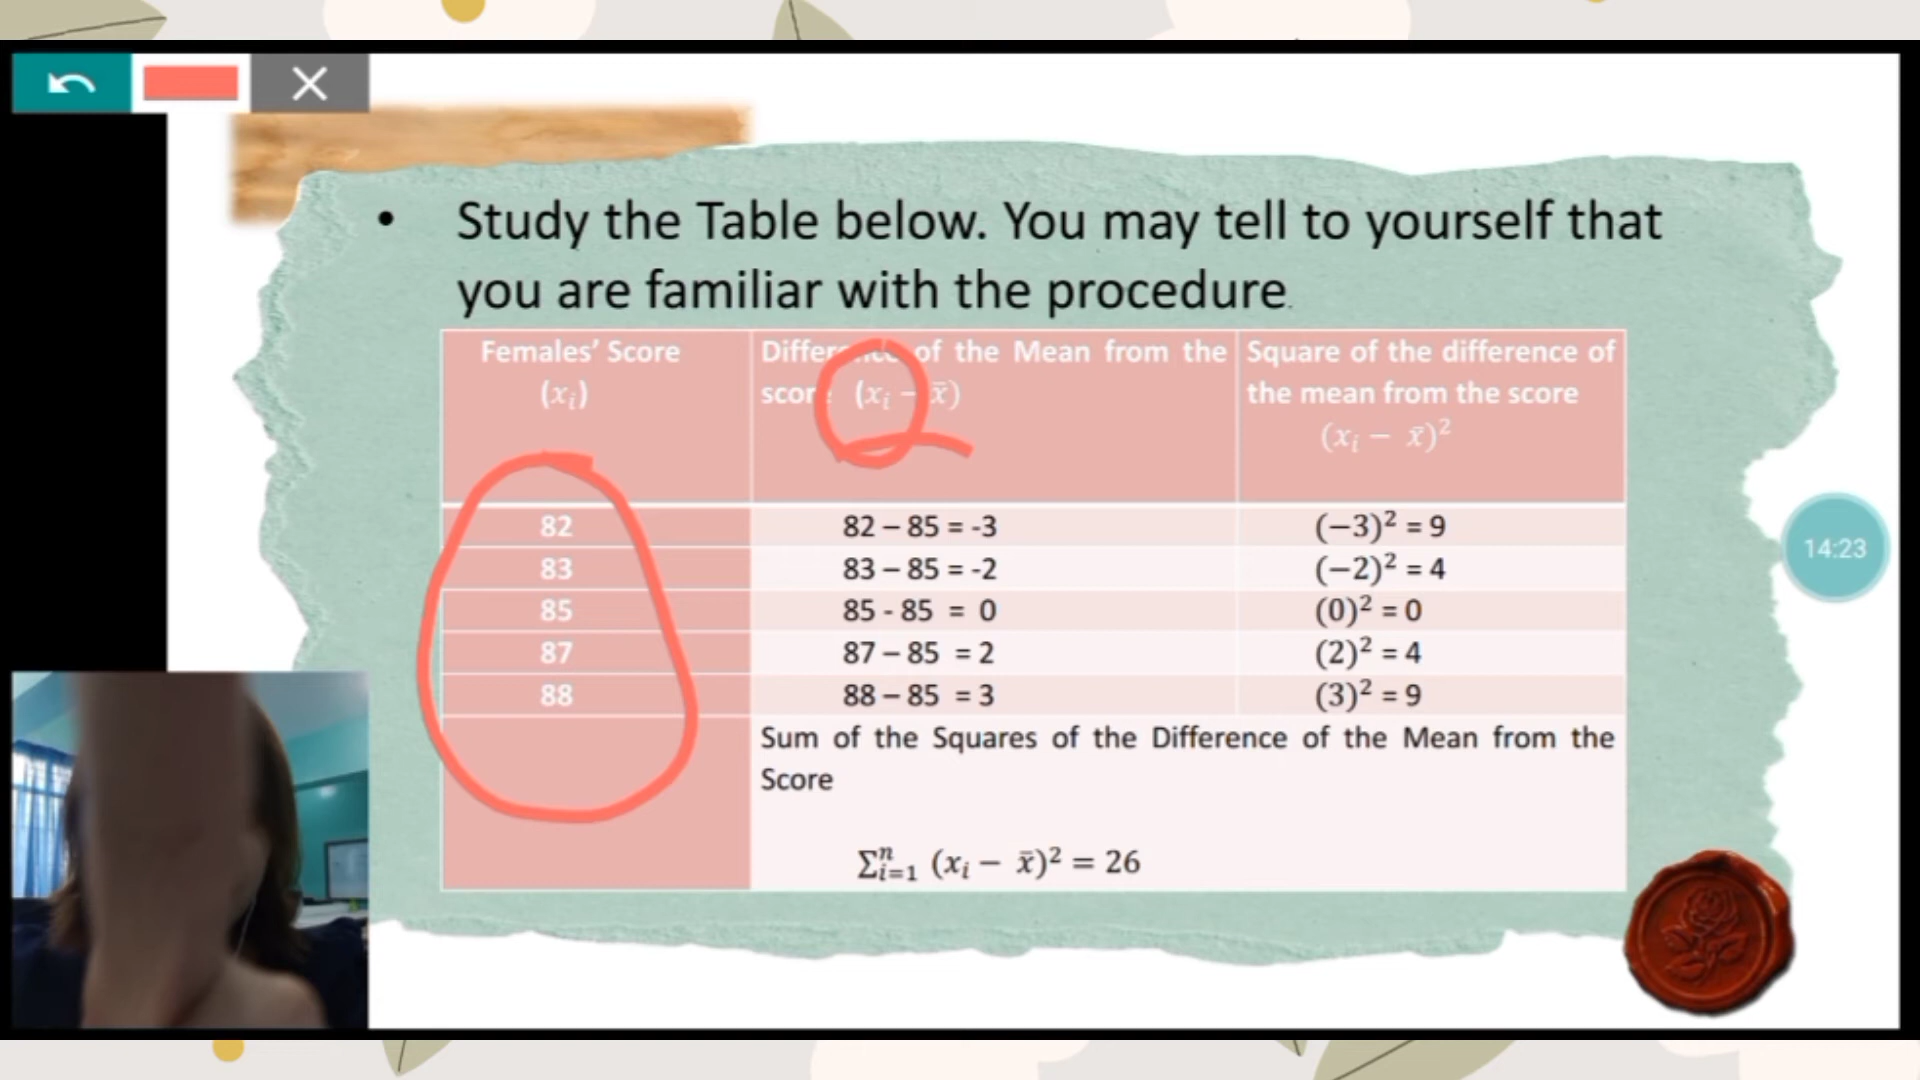 • Study the Table below. You may tell to yourself that
you are familiar with the procedure.
Females’ Score
(xᵢ)
Difference of the Mean from the
score (xᵢ − x̄)
Square of the difference of
the mean from the score
(xᵢ − x̄)²
82 82 – 85 = -3 (−3)² = 9
83 83 – 85 = -2 (−2)² = 4
85 85 - 85 = 0 (0)² = 0
87 87 – 85 = 2 (2)² = 4
88 88 – 85 = 3 (3)² = 9
Sum of the Squares of the Difference of the Mean from the
Score
Σⁿᵢ₌₁ (xᵢ − x̄)² = 26
14:23